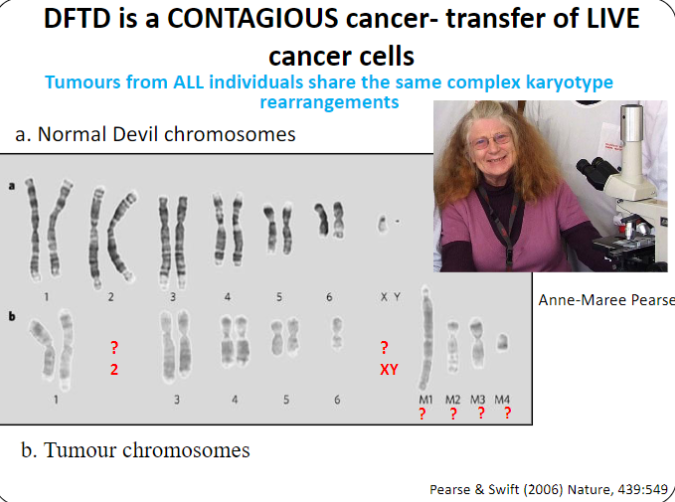 DFTD is a CONTAGIOUS cancer- transfer of LIVE
cancer cells
Tumours from ALL individuals share the same complex karyotype
rearrangements
a. Normal Devil chromosomes
a
1 2 3 4 5 6 X Y
Anne-Maree Pearse
b
? ?
2 XY
1 3 4 5 6 M1 M2 M3 M4
? ? ? ?
b. Tumour chromosomes
Pearse & Swift (2006) Nature, 439:549